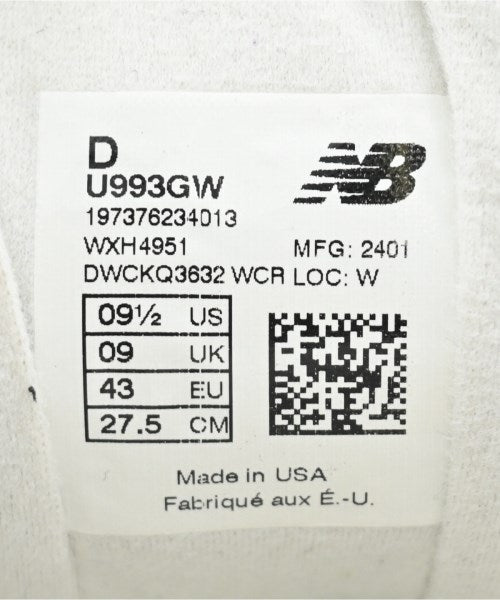 D
NB
U993GW
197376234013
WXH4951 MFG: 2401
DWCKQ3632 WCR LOC: W
09½ US
09 UK
43 EU
27.5 CM
Made in USA
Fabriqué aux É.-U.